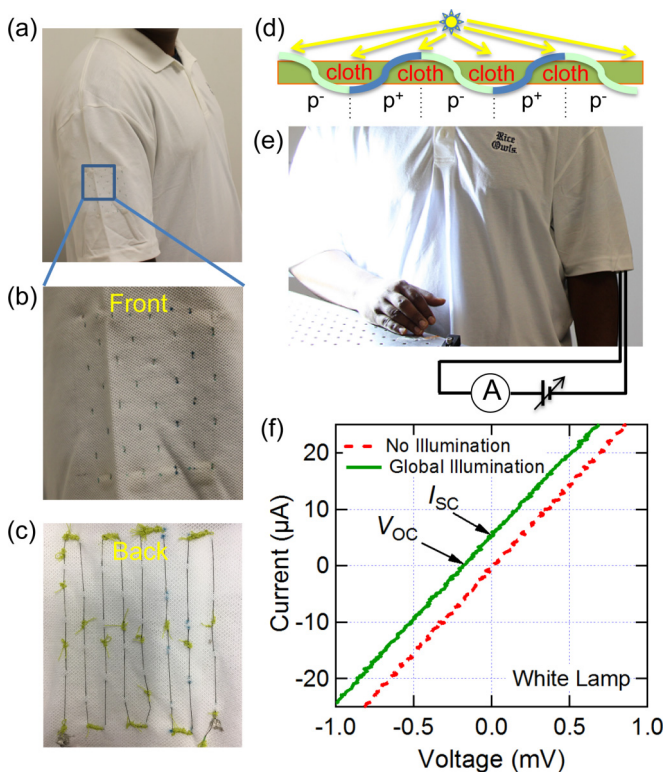 (a)
(b)
Front
(c)
Back
(d)
cloth cloth cloth cloth
p⁻ p⁺ p⁻ p⁺ p⁻
(e)
Rice
Owls.
A
(f)
No Illumination
Global Illumination
I_SC
V_OC
Current (μA)
20
10
0
-10
-20
White Lamp
-1.0 -0.5 0.0 0.5 1.0
Voltage (mV)